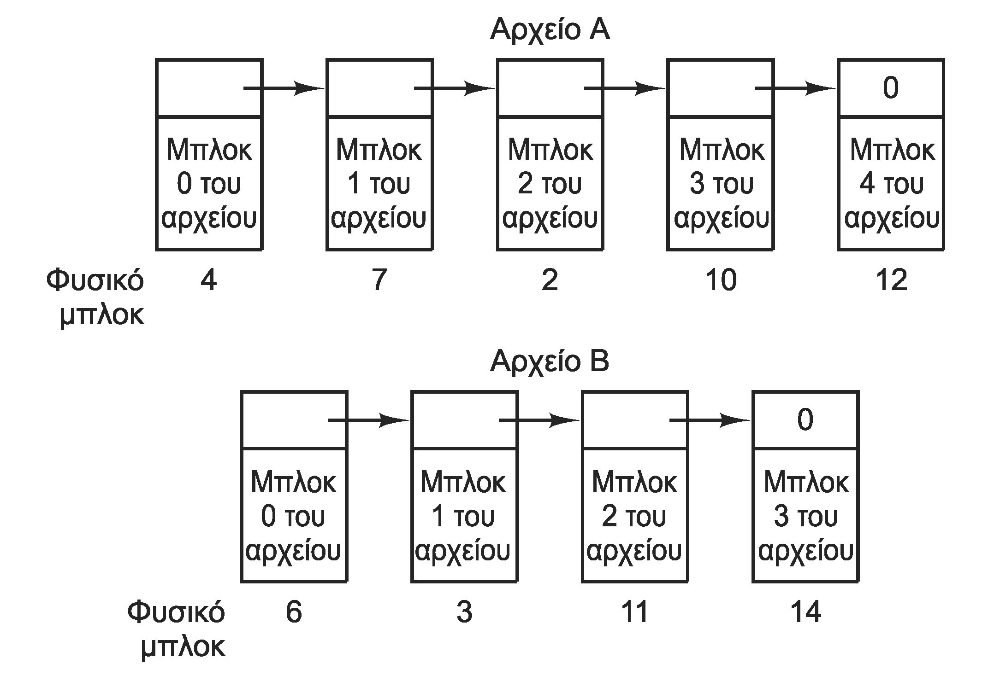 Αρχείο Α
0
Μπλοκ Μπλοκ Μπλοκ Μπλοκ Μπλοκ
0 του 1 του 2 του 3 του 4 του
αρχείου αρχείου αρχείου αρχείου αρχείου
Φυσικό 4 7 2 10 12
μπλοκ
Αρχείο Β
0
Μπλοκ Μπλοκ Μπλοκ Μπλοκ
0 του 1 του 2 του 3 του
αρχείου αρχείου αρχείου αρχείου
Φυσικό 6 3 11 14
μπλοκ